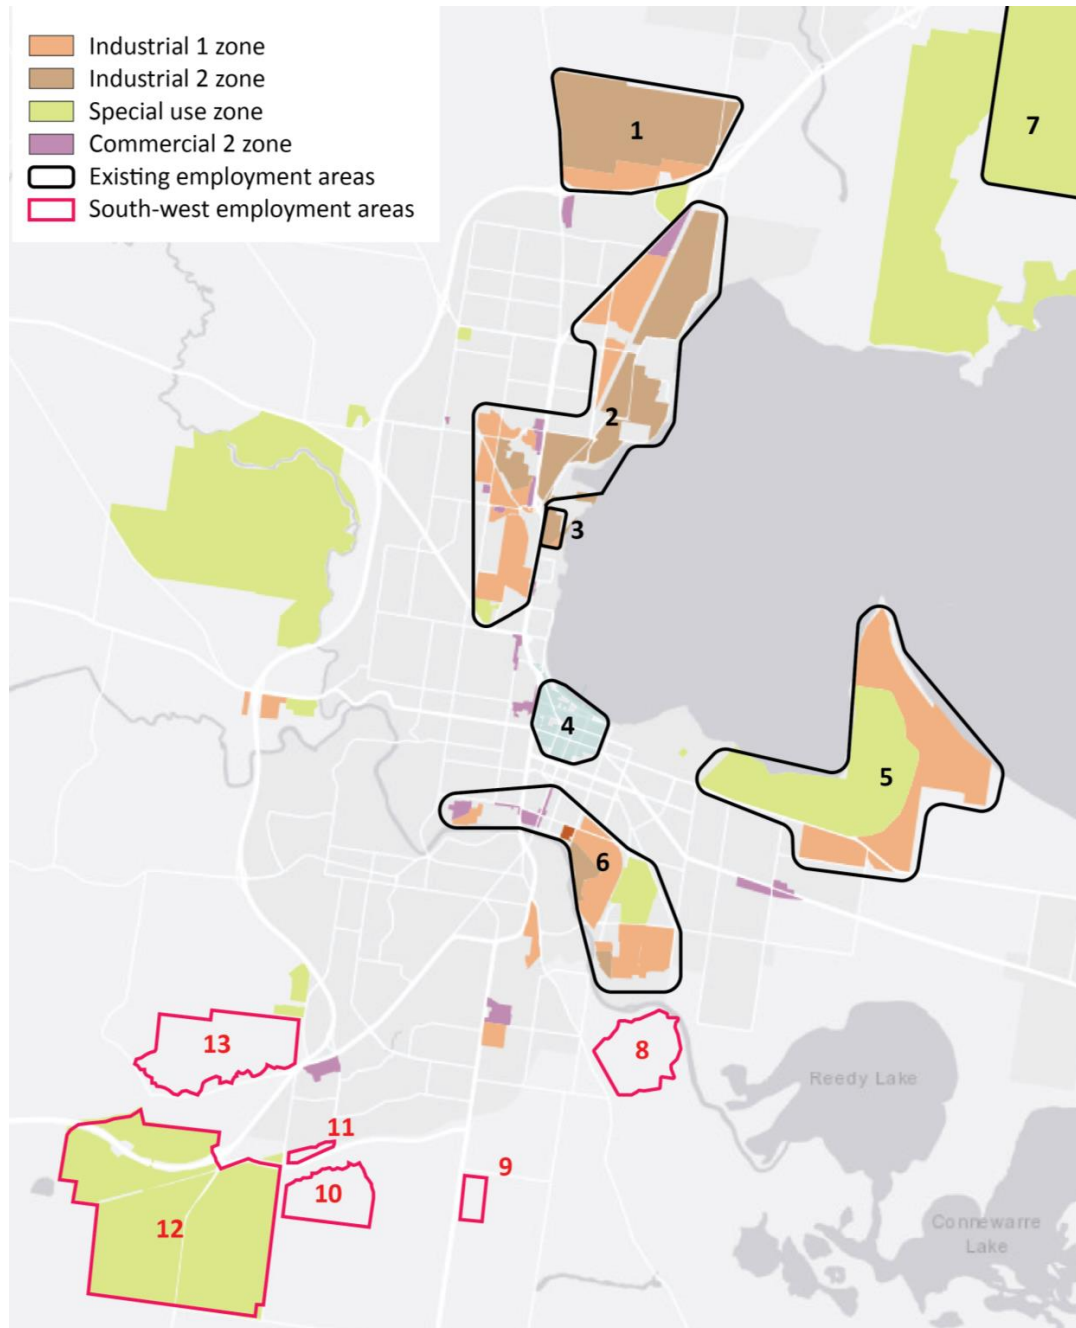 Industrial 1 zone
Industrial 2 zone
Special use zone
Commercial 2 zone
Existing employment areas
South-west employment areas
1
7
2
3
4
5
6
13
8
Reedy Lake
11
9
10
12
Connewarre
Lake